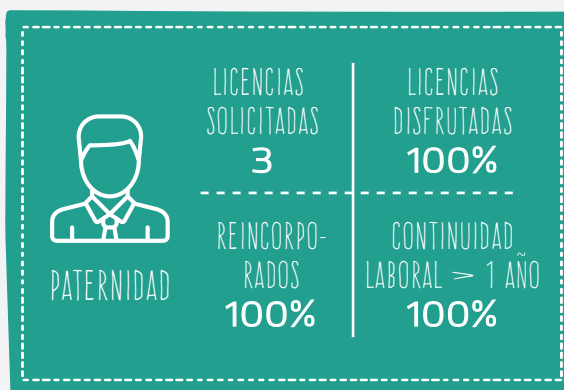 LICENCIAS
SOLICITADAS
3
LICENCIAS
DISFRUTADAS
100%
PATERNIDAD
REINCORPO-
RADOS
100%
CONTINUIDAD
LABORAL > 1 AÑO
100%